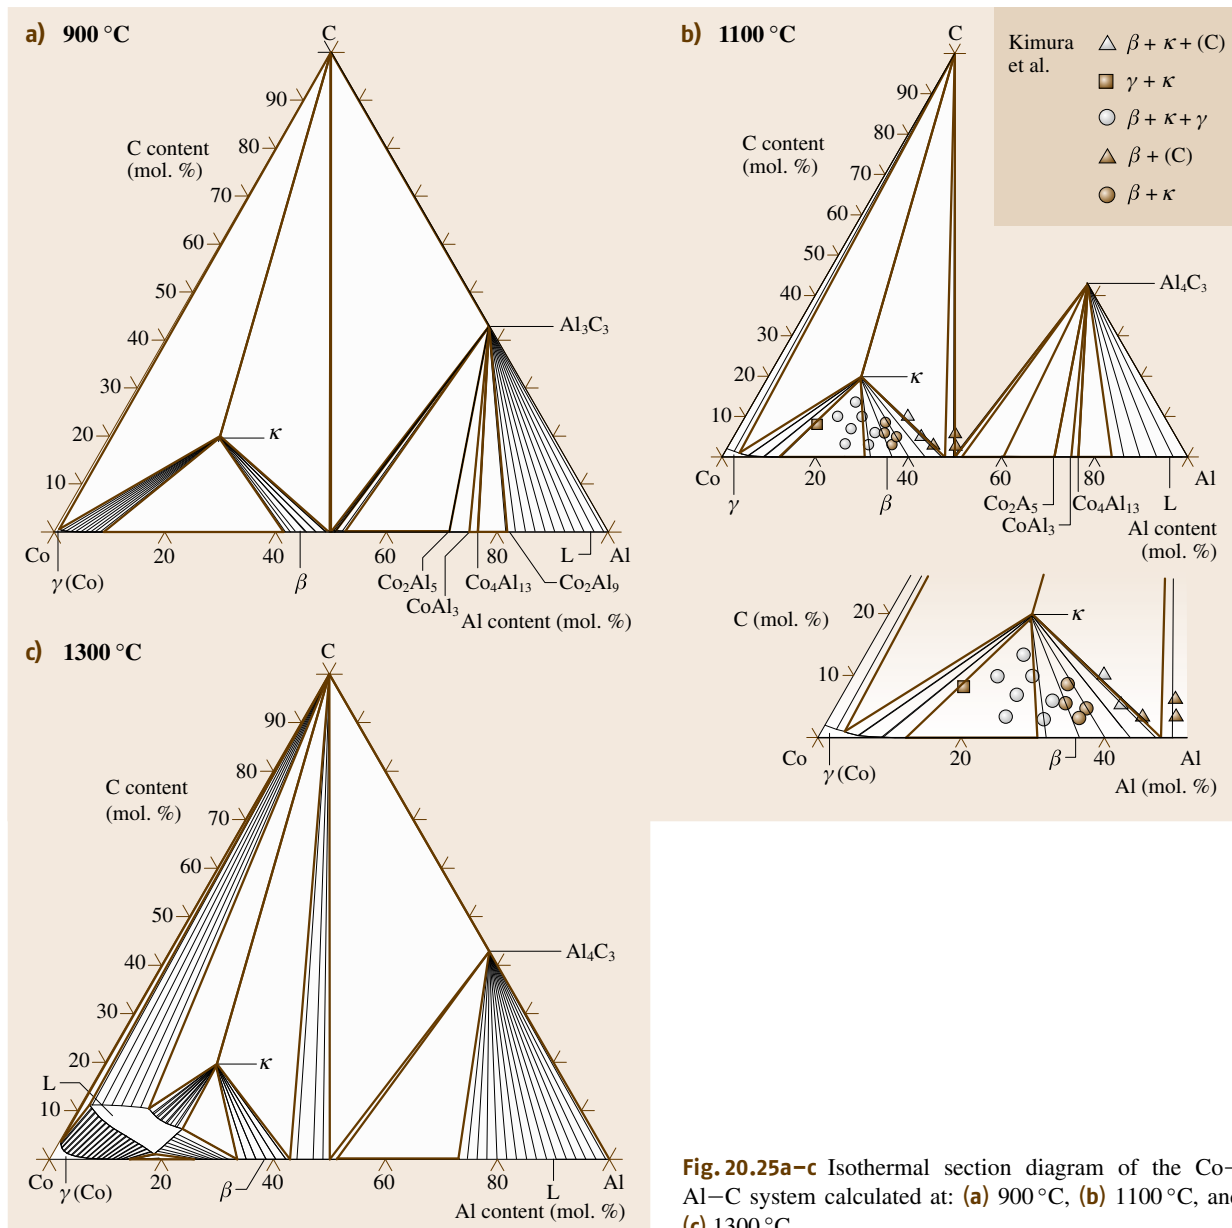 a) 900 °C
C
90
C content
80
(mol. %)
70
60
50
40
Al3C3
30
20
κ
10
Co
20
40
60
80
Al
γ(Co)
β
Co2Al5
CoAl3
Co4Al13
L
Co2Al9
Al content (mol. %)
b) 1100 °C
C
Kimura
et al.
β + κ + (C)
γ + κ
β + κ + γ
β + (C)
β + κ
90
80
C content
(mol. %)
70
60
50
40
Al4C3
30
20
κ
10
Co
20
40
60
80
Al
γ
β
Co2A5
CoAl3
Co4Al13
L
Al content
(mol. %)
C (mol. %)
20
κ
10
Co
20
40
Al
γ(Co)
β
Al (mol. %)
c) 1300 °C
C
90
80
C content
(mol. %)
70
60
50
40
Al4C3
30
20
κ
L
10
Co
20
40
60
80
Al
γ(Co)
β
L
Al content (mol. %)
Fig. 20.25a–c Isothermal section diagram of the Co–
Al–C system calculated at: (a) 900 °C, (b) 1100 °C, and
(c) 1300 °C